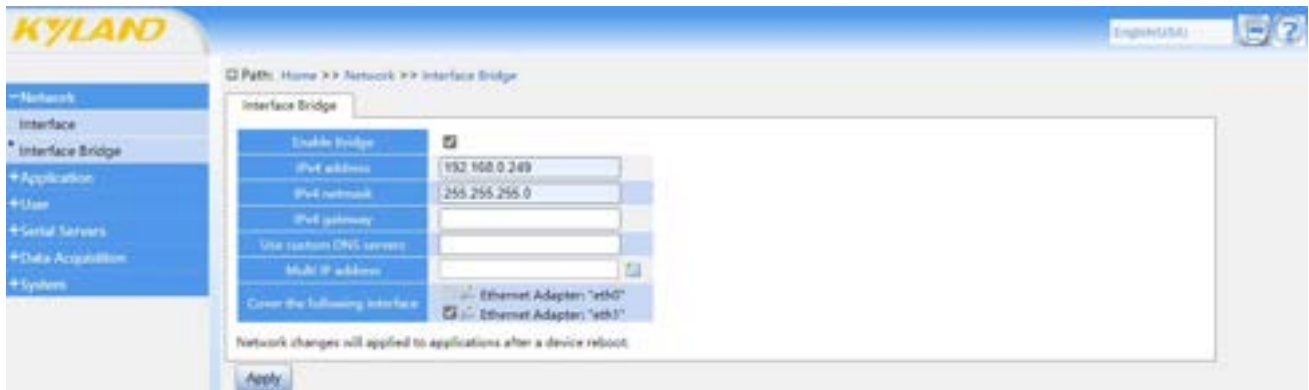 KYLAND
English(USA)
Path: Home >> Network >> Interface Bridge
−Network
Interface
Interface Bridge
+Application
+User
+Serial Servers
+Data Acquisition
+System
Interface Bridge
Enable Bridge
IPv4 address 192.168.0.249
IPv4 netmask 255.255.255.0
IPv4 gateway
Use custom DNS servers
Multi IP address
Cover the following interface
Ethernet Adapter: "eth0"
Ethernet Adapter: "eth1"
Network changes will applied to applications after a device reboot.
Apply